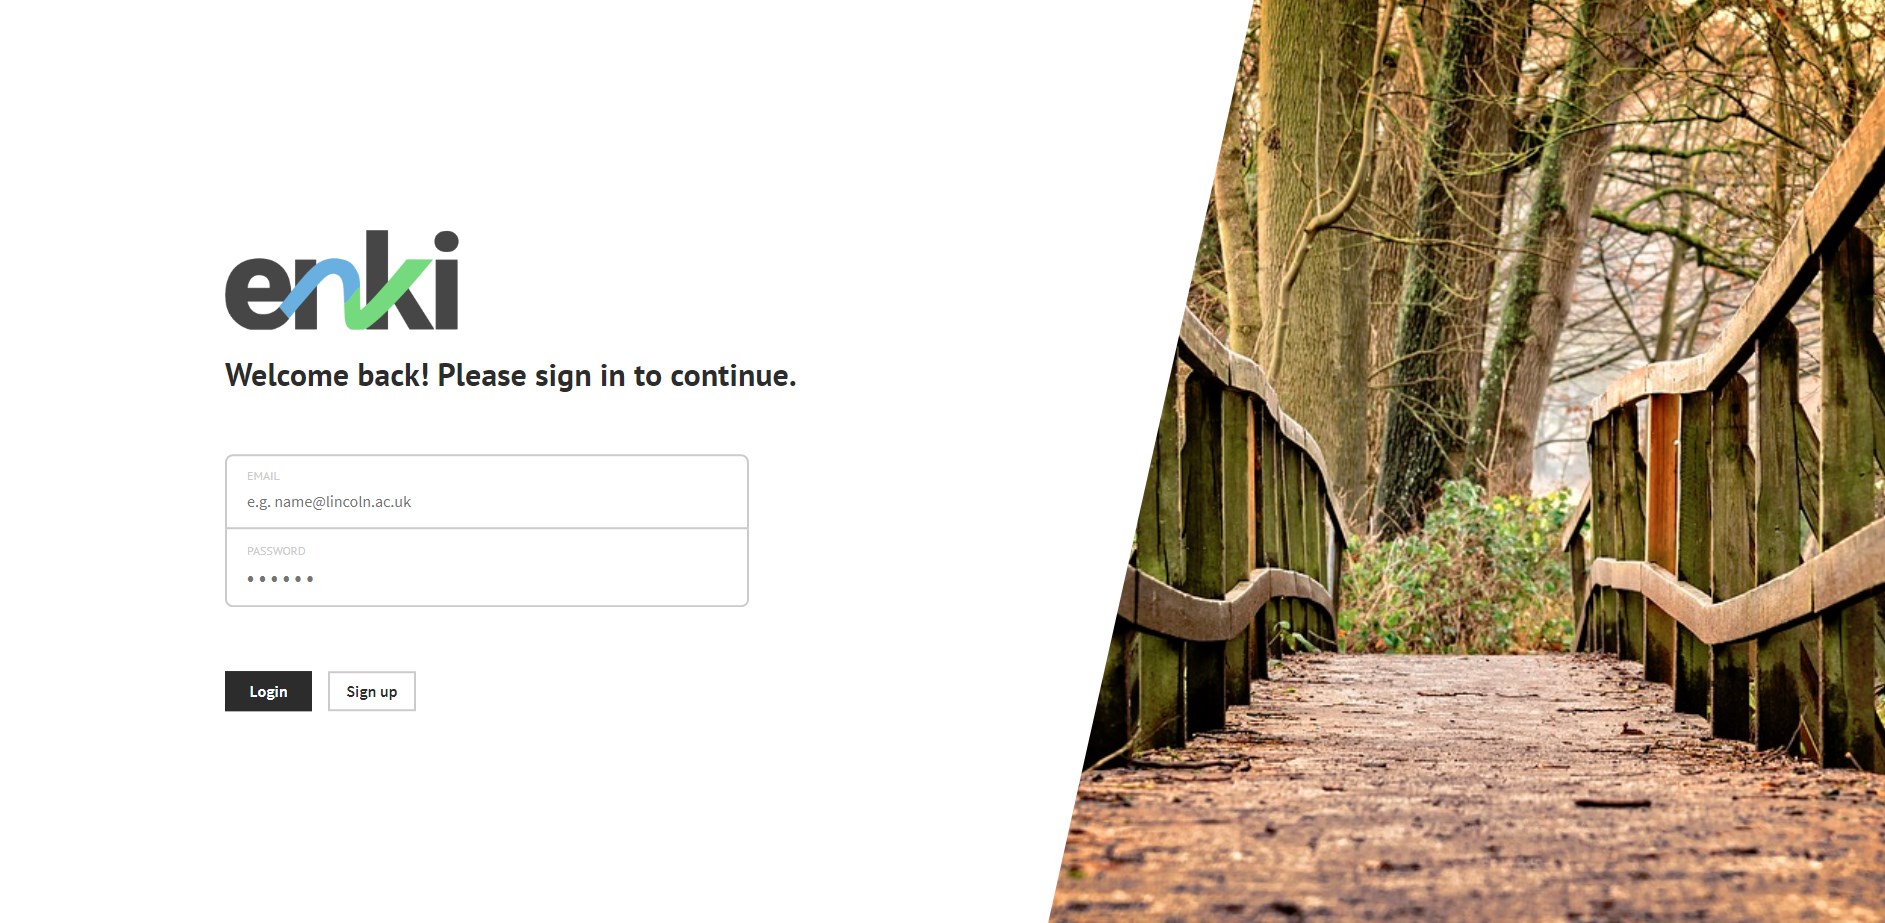 enki
Welcome back! Please sign in to continue.
EMAIL
e.g. name@lincoln.ac.uk
PASSWORD
••••••
Login
Sign up